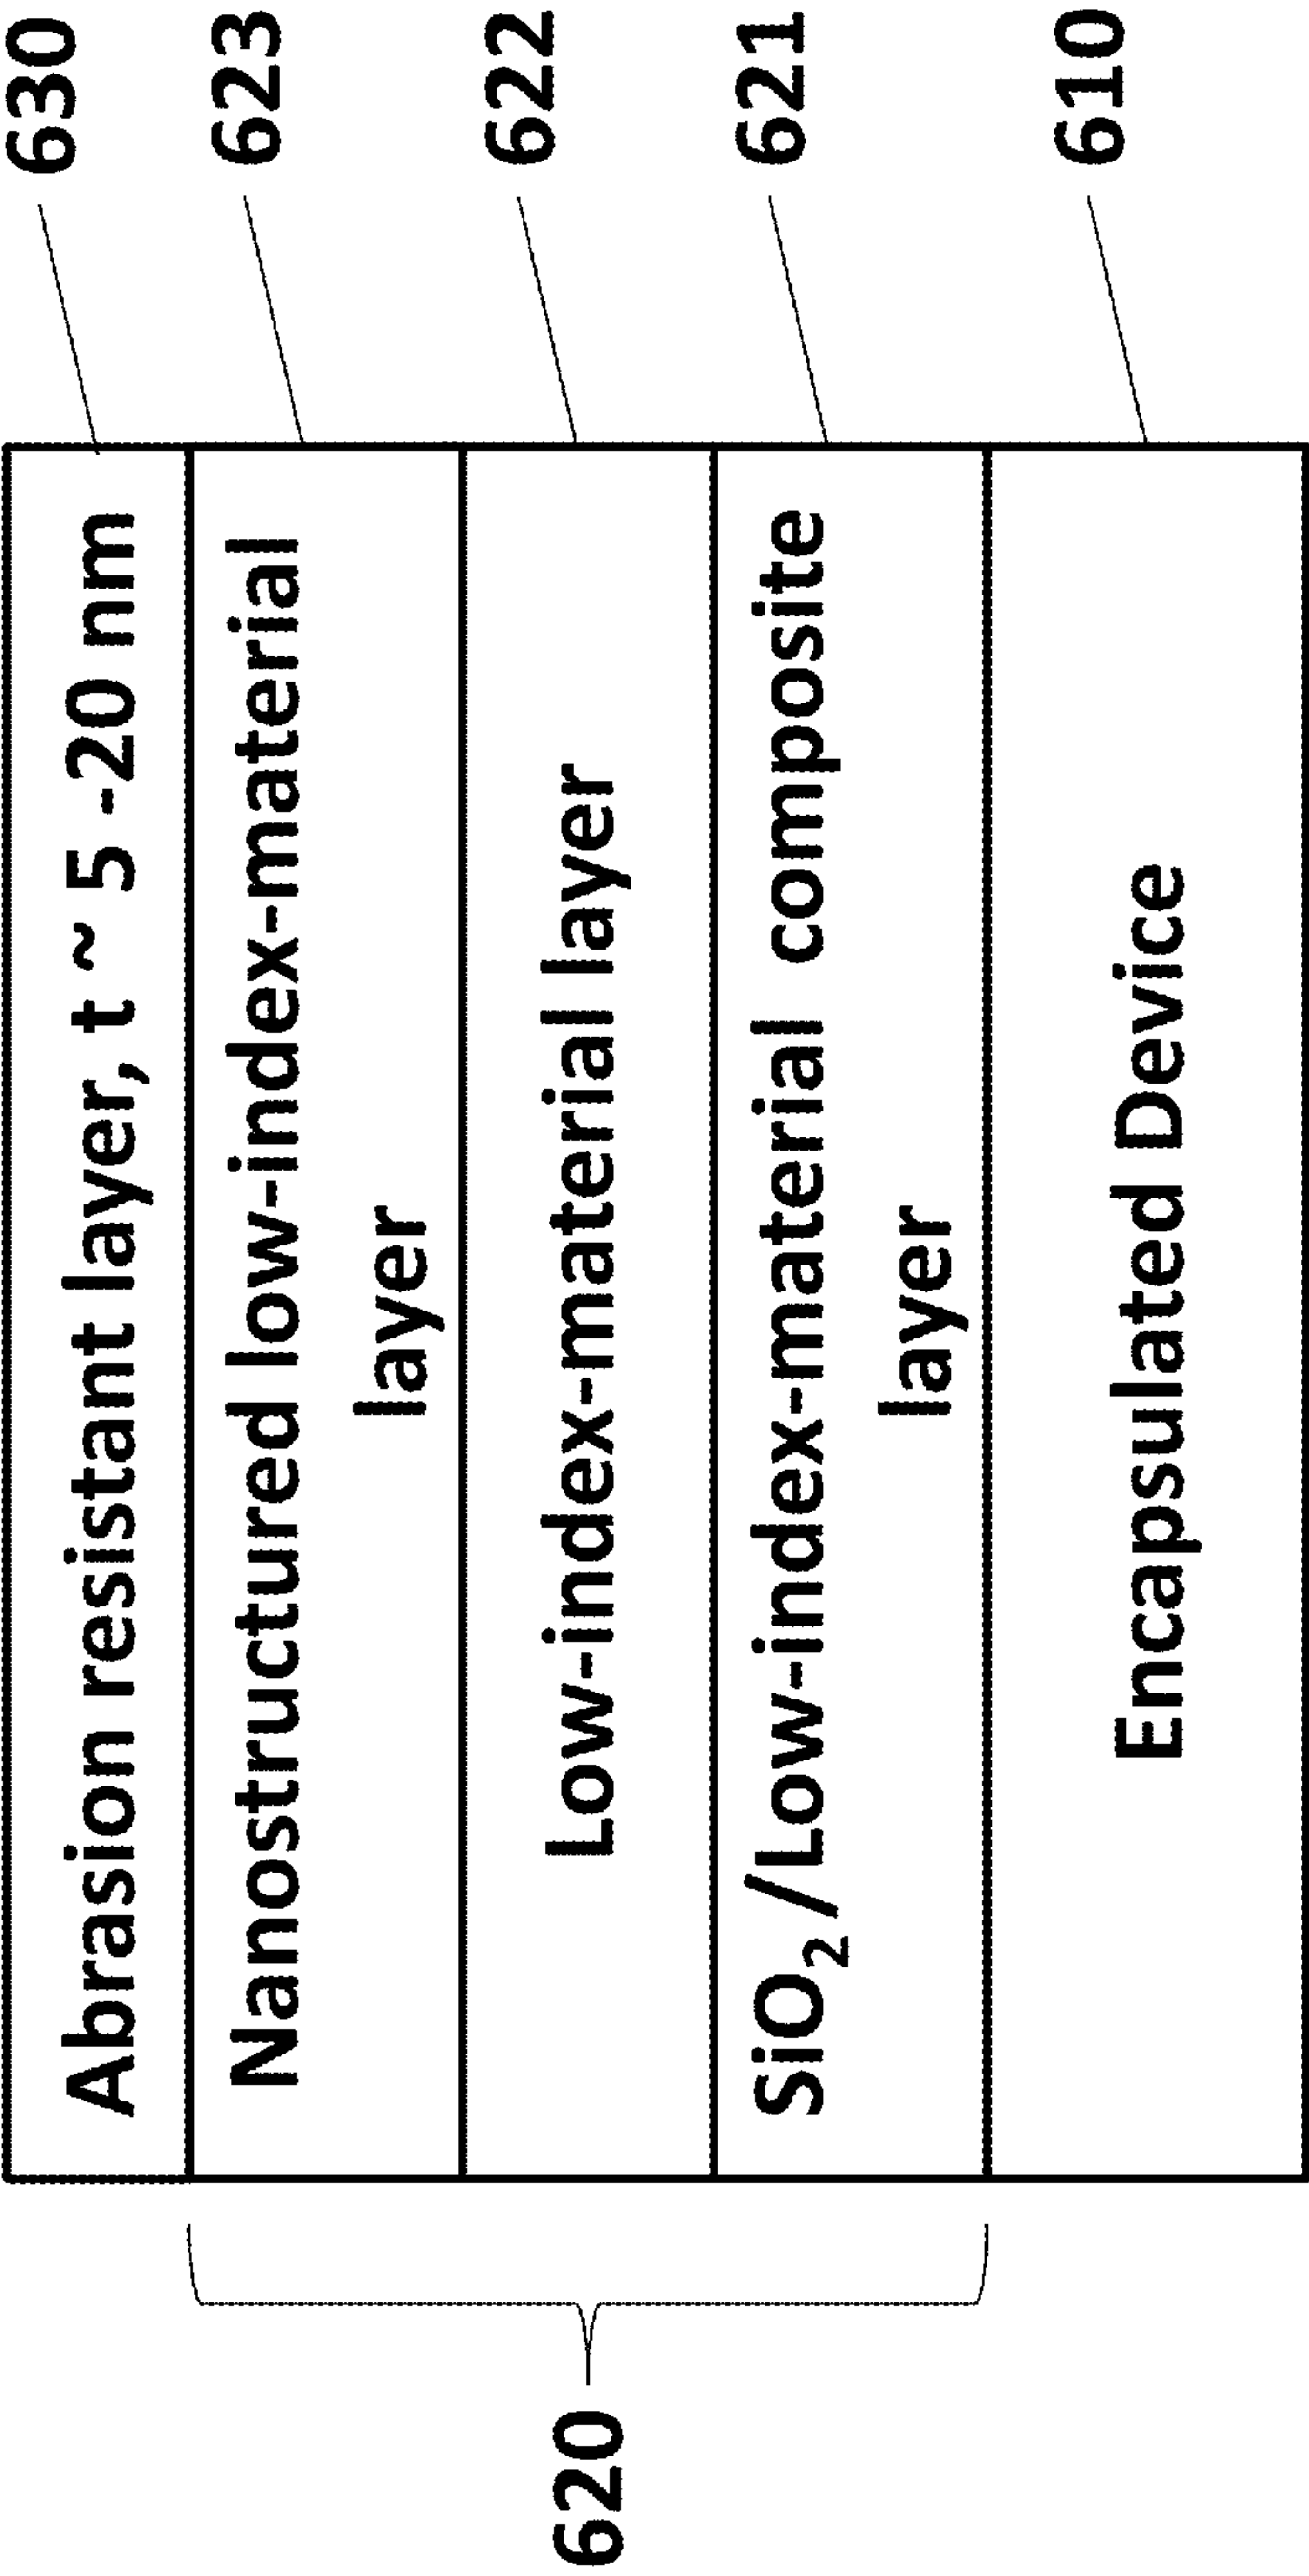 630
Abrasion resistant layer, t ~ 5 -20 nm
623
Nanostructured low-index-material
layer
622
Low-index-material layer
620
621
SiO₂/Low-index-material composite
layer
610
Encapsulated Device